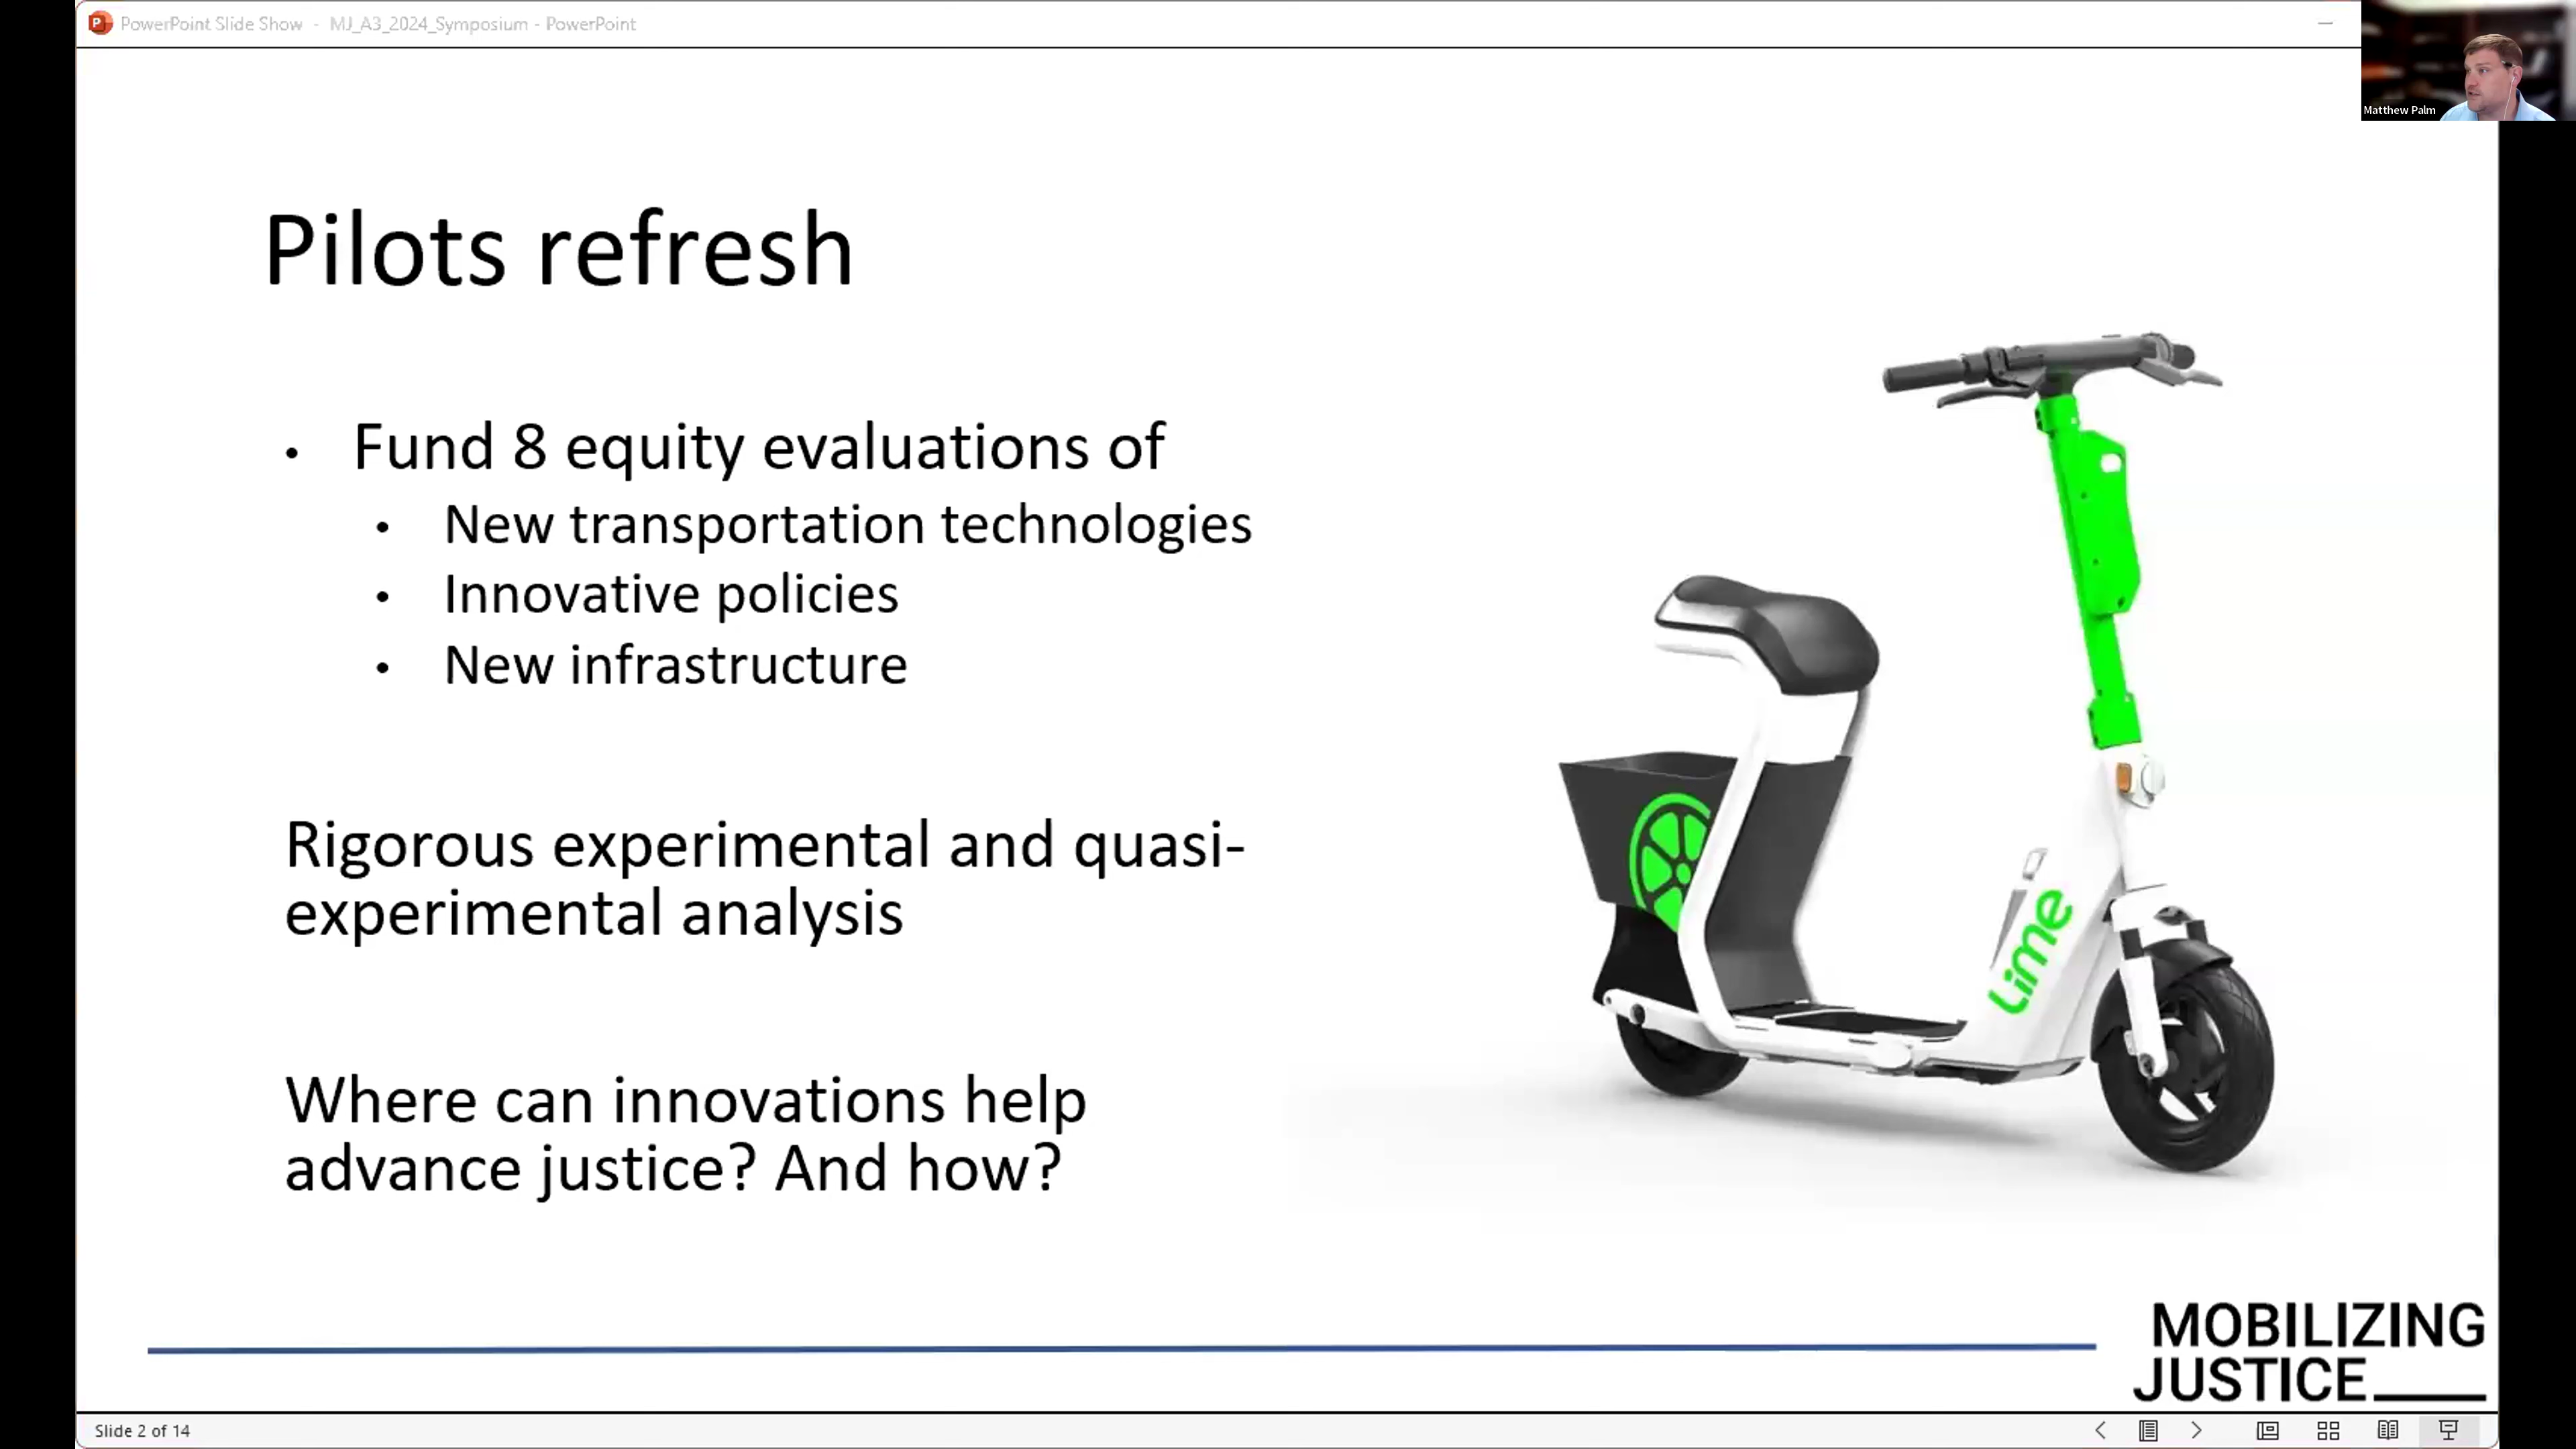 PowerPoint Slide Show - MJ_A3_2024_Symposium - PowerPoint
Matthew Palm
Pilots refresh
• Fund 8 equity evaluations of
• New transportation technologies
• Innovative policies
• New infrastructure
Rigorous experimental and quasi-
experimental analysis
Where can innovations help
advance justice? And how?
Lime
MOBILIZING
JUSTICE
Slide 2 of 14